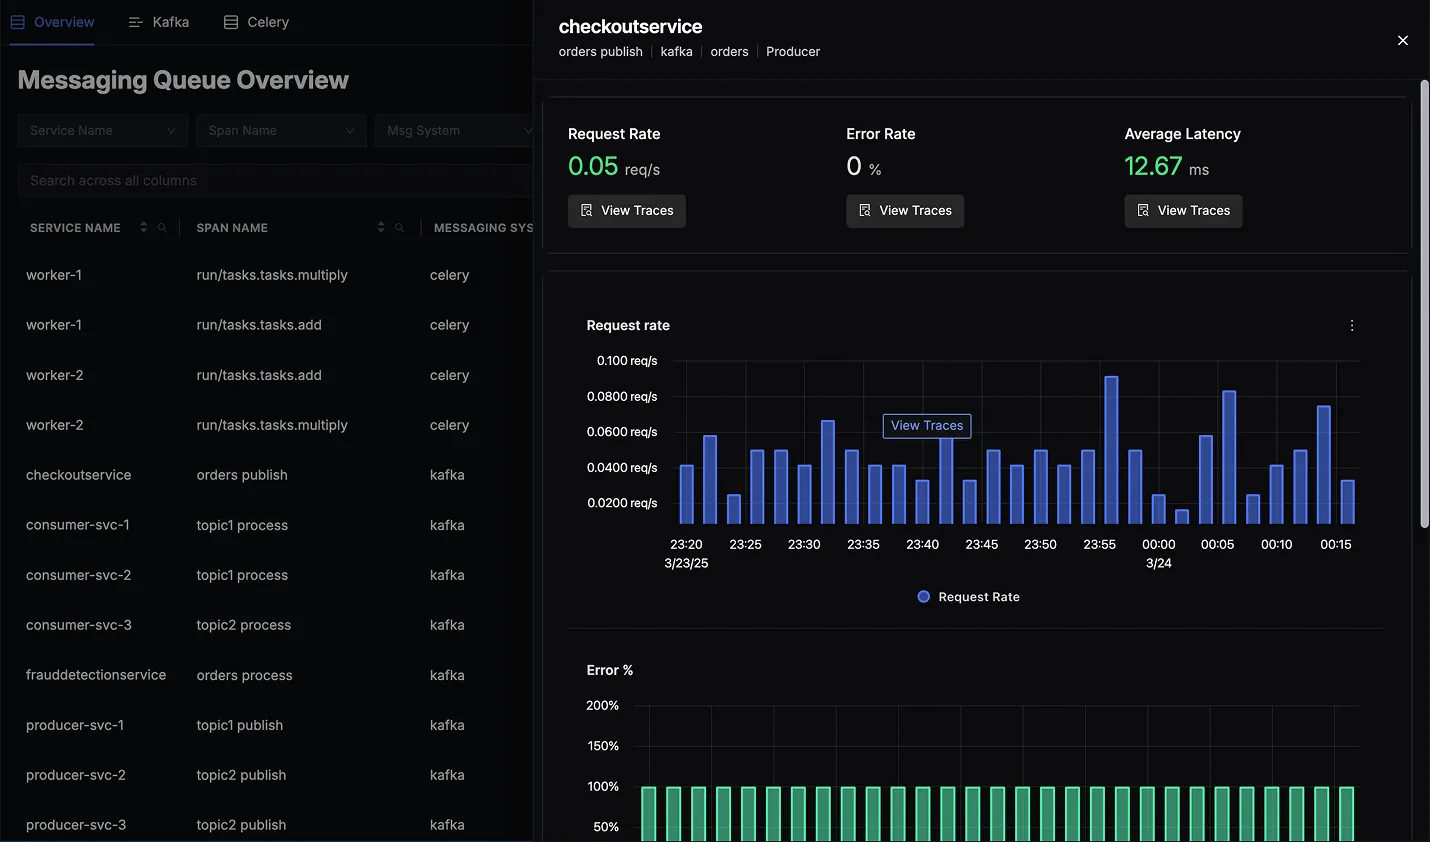 Overview Kafka Celery
Messaging Queue Overview
Service Name Span Name Msg System
Search across all columns
SERVICE NAME SPAN NAME MESSAGING SYS
worker-1 run/tasks.tasks.multiply celery
worker-1 run/tasks.tasks.add celery
worker-2 run/tasks.tasks.add celery
worker-2 run/tasks.tasks.multiply celery
checkoutservice orders publish kafka
consumer-svc-1 topic1 process kafka
consumer-svc-2 topic1 process kafka
consumer-svc-3 topic2 process kafka
frauddetectionservice orders process kafka
producer-svc-1 topic1 publish kafka
producer-svc-2 topic2 publish kafka
producer-svc-3 topic2 publish kafka
checkoutservice
orders publish kafka orders Producer
Request Rate Error Rate Average Latency
0.05 req/s 0 % 12.67 ms
View Traces View Traces View Traces
Request rate
0.100 req/s
0.0800 req/s
View Traces
0.0600 req/s
0.0400 req/s
0.0200 req/s
23:20 23:25 23:30 23:35 23:40 23:45 23:50 23:55 00:00 00:05 00:10 00:15
3/23/25 3/24
Request Rate
Error %
200%
150%
100%
50%